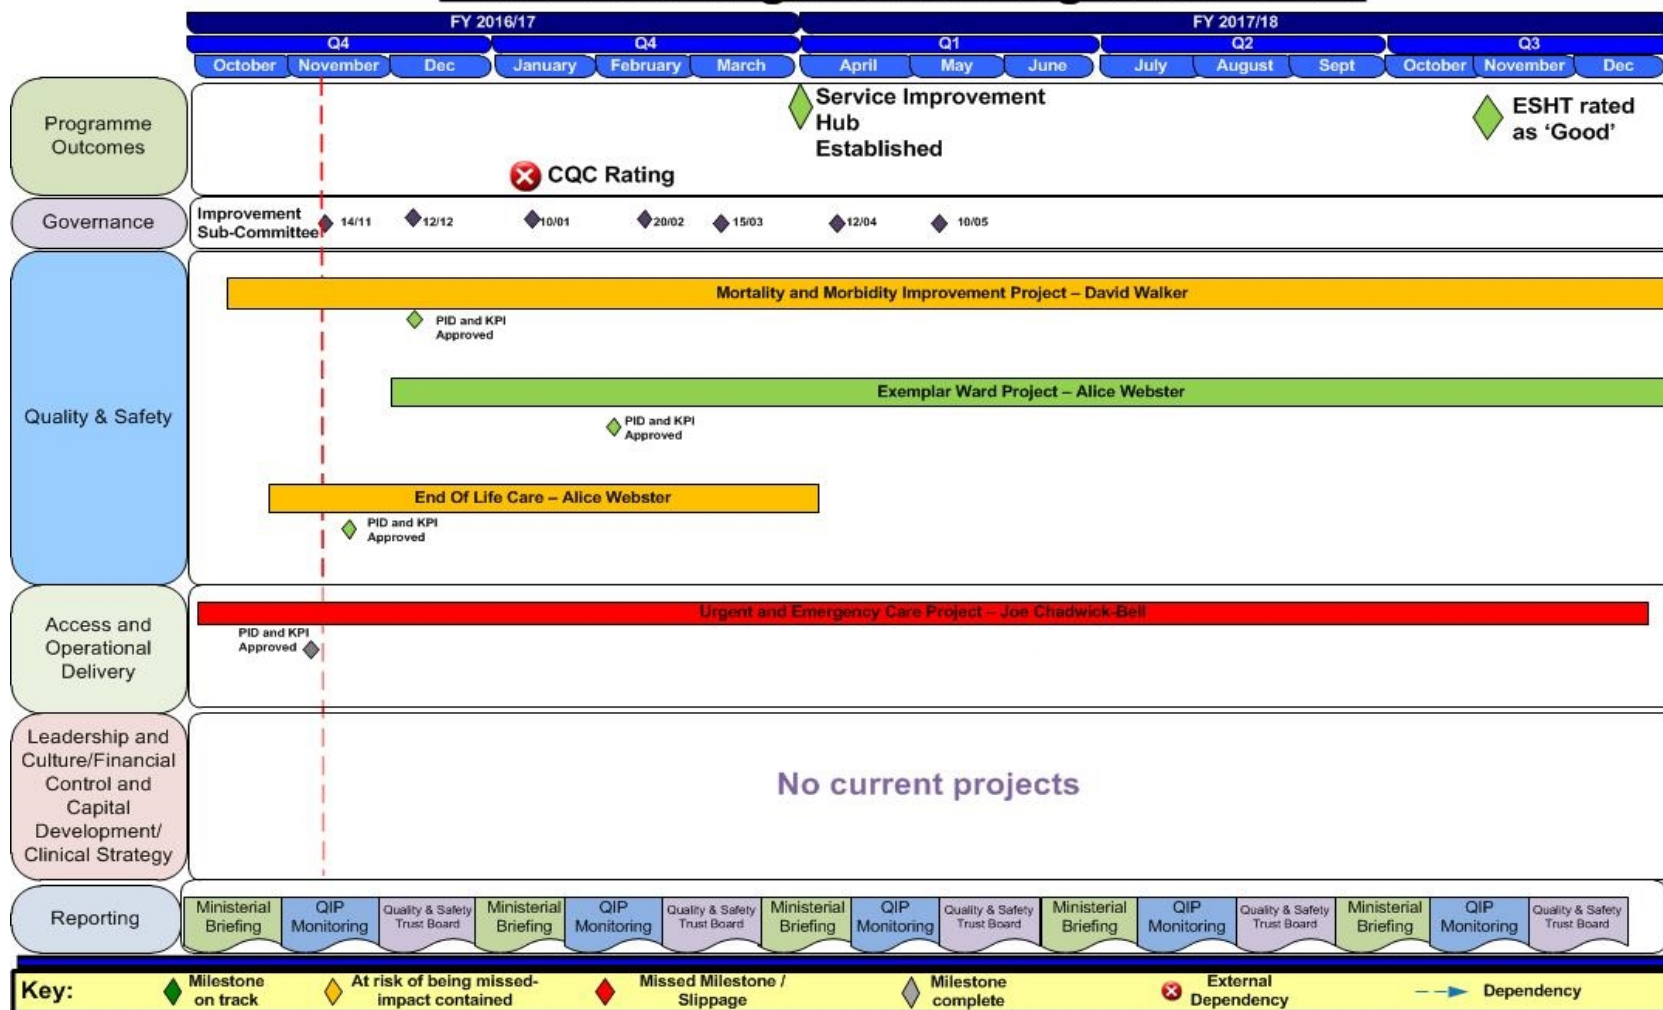 FY 2016/17 FY 2017/18
Q4 Q4 Q1 Q2 Q3
October November Dec January February March April May June July August Sept October November Dec
Programme
Outcomes
Service Improvement
Hub
Established
ESHT rated
as ‘Good’
CQC Rating
Governance
Improvement
Sub-Committee
14/11 12/12 10/01 20/02 15/03 12/04 10/05
Quality & Safety
Mortality and Morbidity Improvement Project – David Walker
PID and KPI
Approved
Exemplar Ward Project – Alice Webster
PID and KPI
Approved
End Of Life Care – Alice Webster
PID and KPI
Approved
Access and
Operational
Delivery
Urgent and Emergency Care Project – Joe Chadwick-Bell
PID and KPI
Approved
Leadership and
Culture/Financial
Control and
Capital
Development/
Clinical Strategy
No current projects
Reporting
Ministerial
Briefing
QIP
Monitoring
Quality & Safety
Trust Board
Ministerial
Briefing
QIP
Monitoring
Quality & Safety
Trust Board
Ministerial
Briefing
QIP
Monitoring
Quality & Safety
Trust Board
Ministerial
Briefing
QIP
Monitoring
Quality & Safety
Trust Board
Ministerial
Briefing
QIP
Monitoring
Quality & Safety
Trust Board
Key:
Milestone
on track
At risk of being missed-
impact contained
Missed Milestone /
Slippage
Milestone
complete
External
Dependency
Dependency